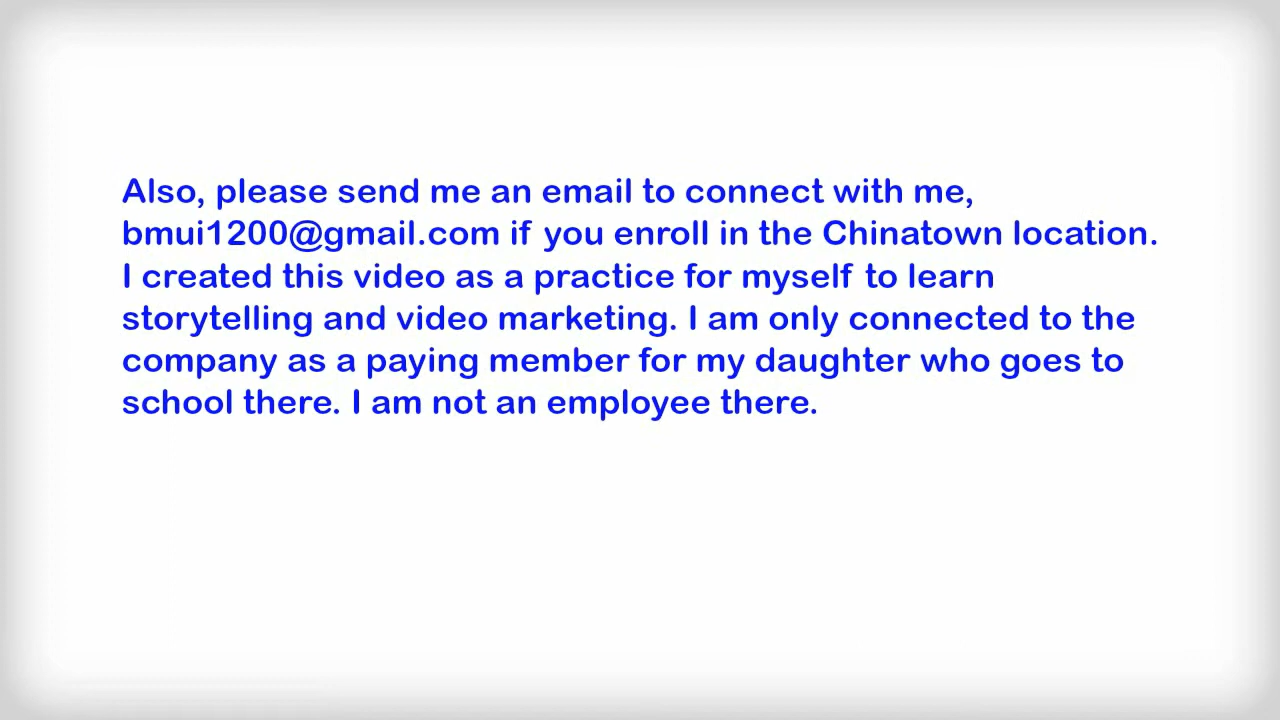 Also, please send me an email to connect with me,
bmui1200@gmail.com if you enroll in the Chinatown location.
I created this video as a practice for myself to learn
storytelling and video marketing. I am only connected to the
company as a paying member for my daughter who goes to
school there. I am not an employee there.